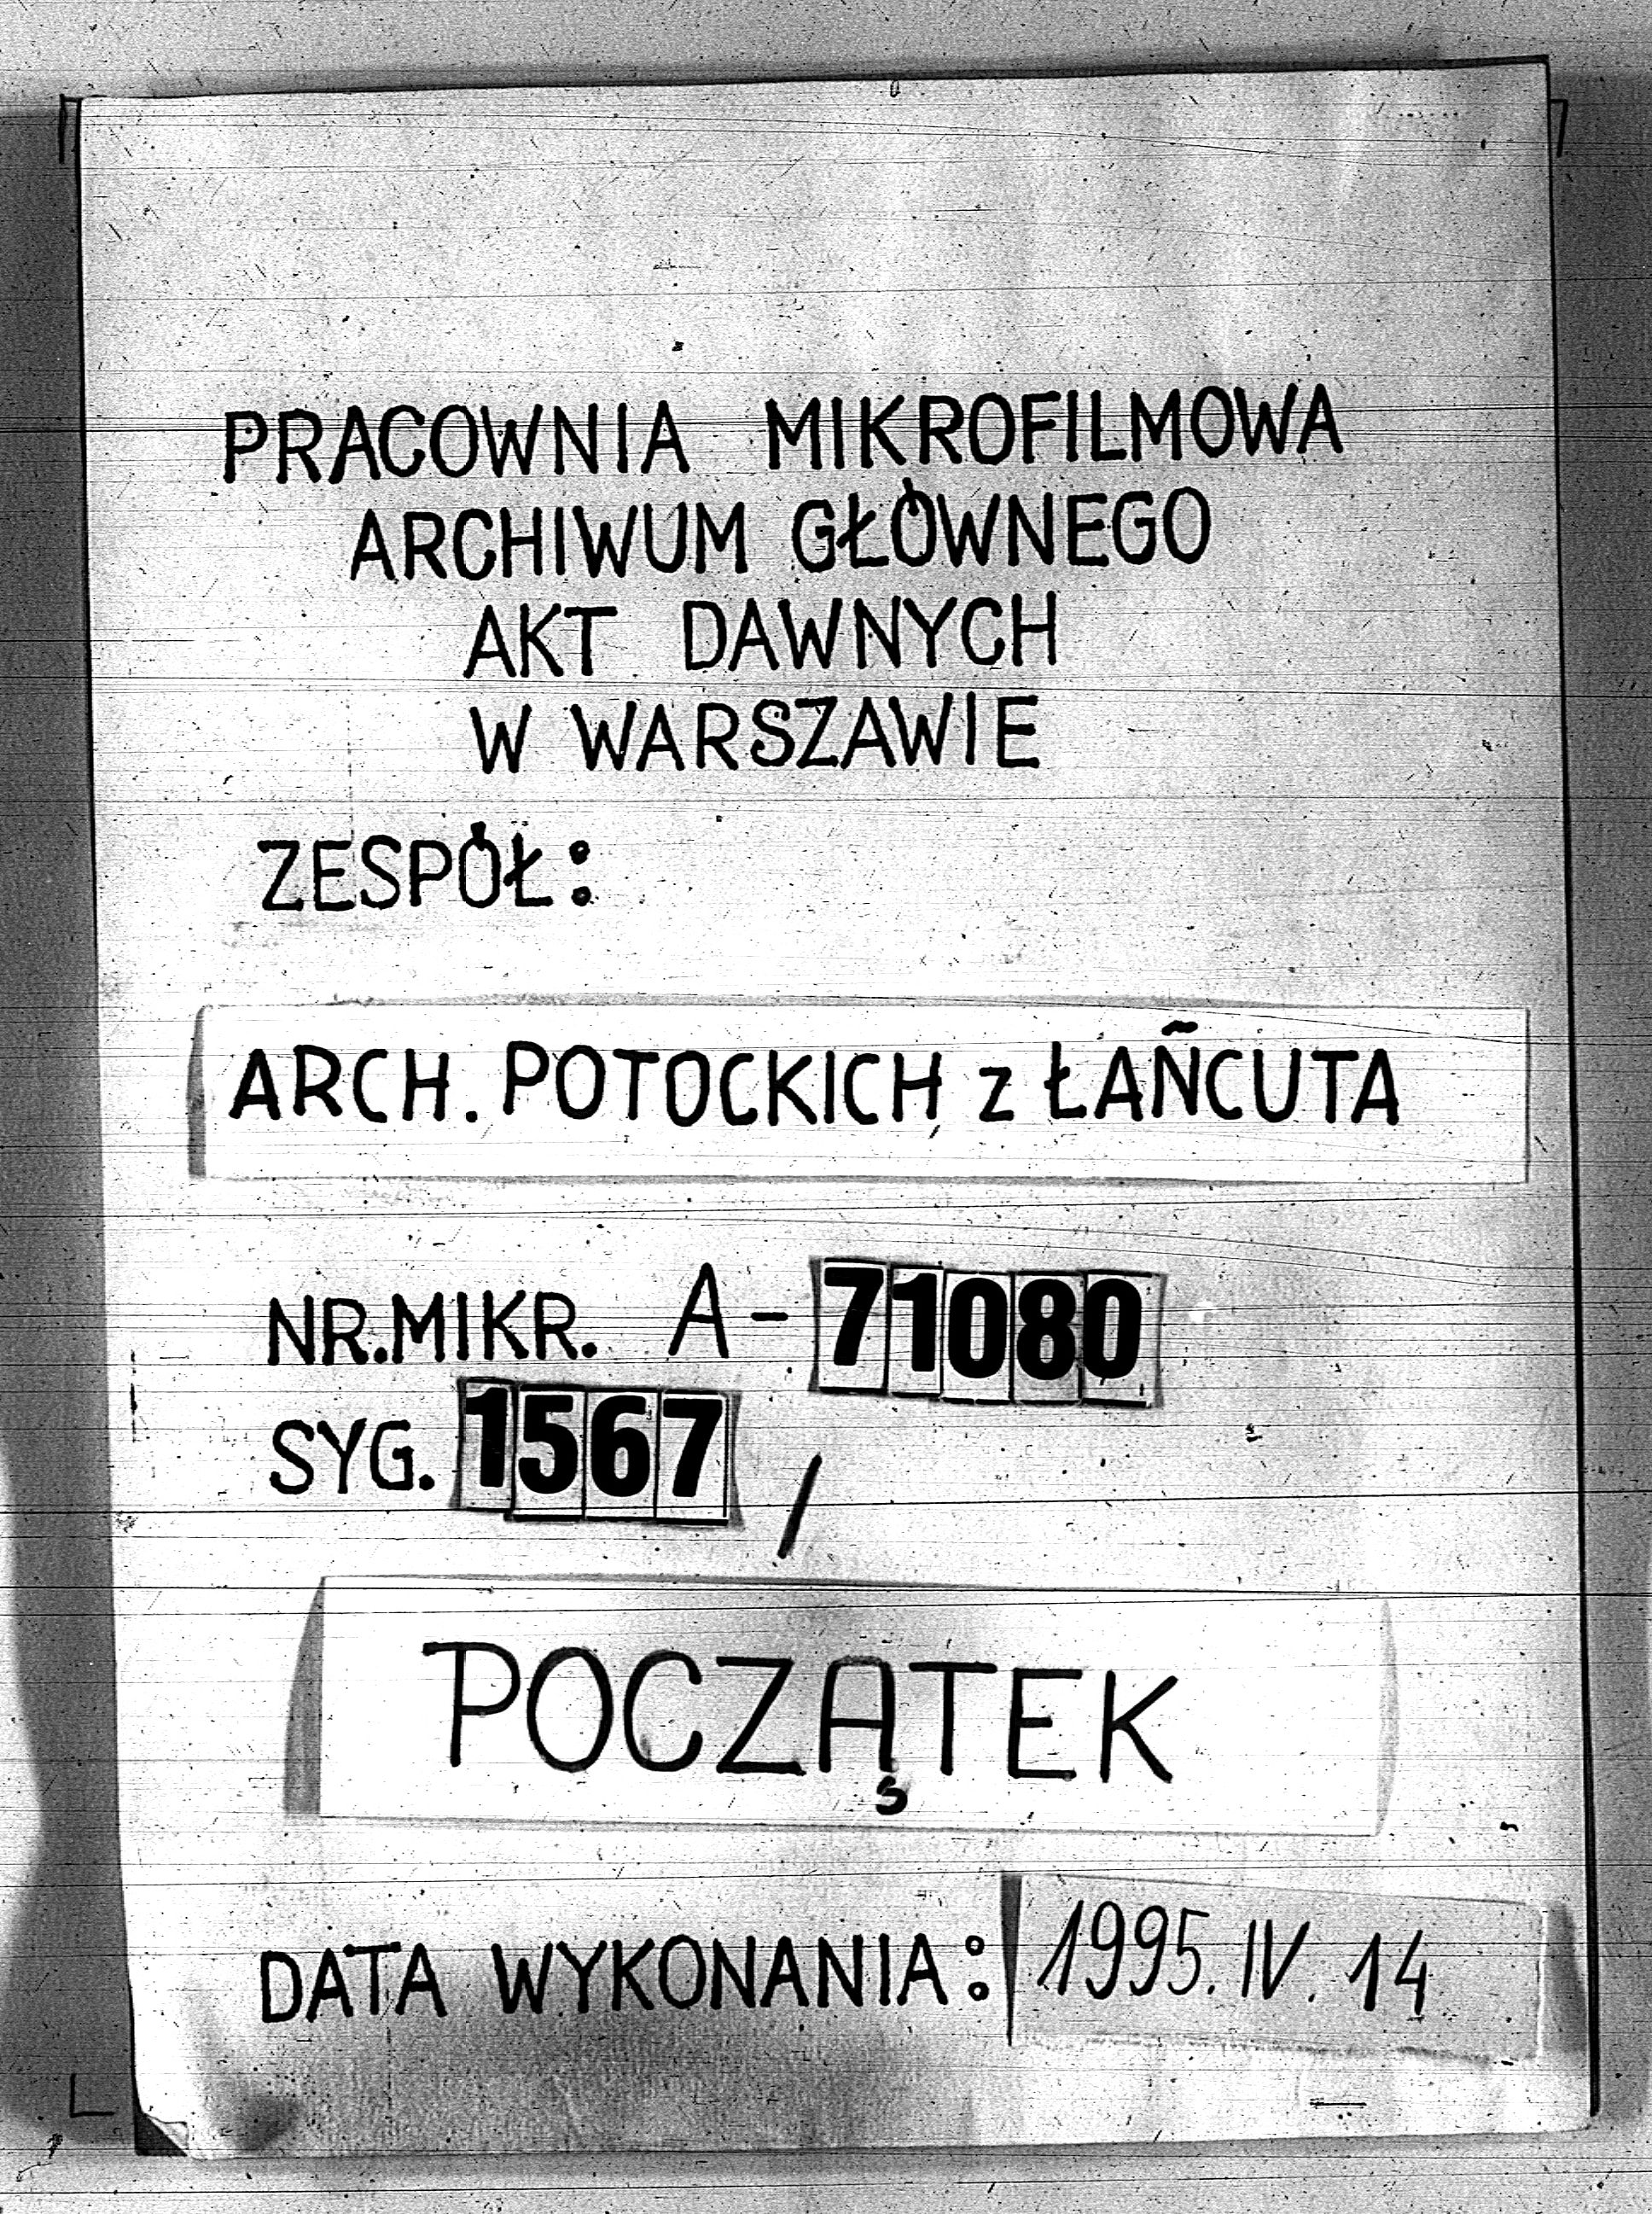 PRACOWNIA MIKROFILMOWA
ARCHIWUM GŁÓWNEGO
AKT DAWNYCH
W WARSZAWIE
ZESPÓŁ:
ARCH. POTOCKICH z ŁAŃCUTA
NR. MIKR. A-71080
SYG. 1567 /
POCZĄTEK
DATA WYKONANIA: 1995. IV. 14